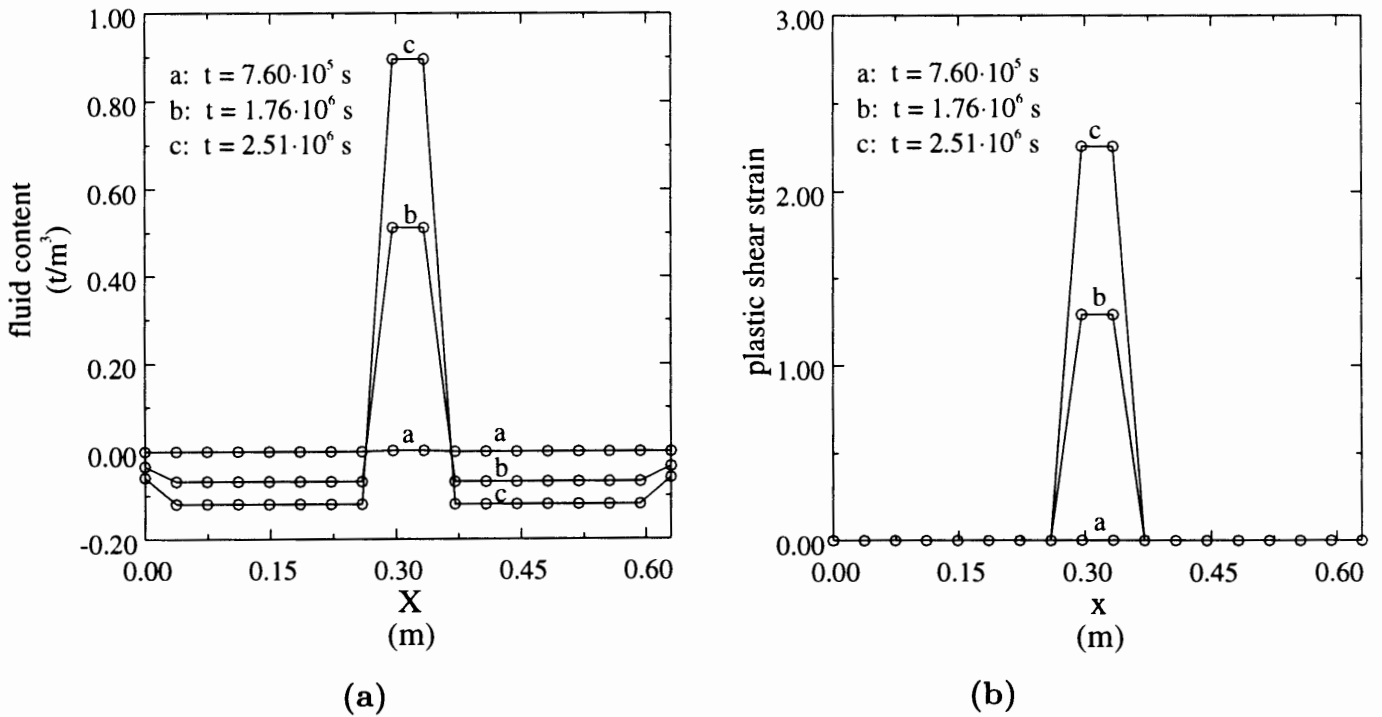 1.00
0.80
0.60
0.40
0.20
0.00
-0.20
fluid content
(t/m³)
a: t = 7.60·10⁵ s
b: t = 1.76·10⁶ s
c: t = 2.51·10⁶ s
c
b
a
a
b
c
0.00 0.15 0.30 0.45 0.60
X
(m)
(a)
3.00
2.00
1.00
0.00
plastic shear strain
a: t = 7.60·10⁵ s
b: t = 1.76·10⁶ s
c: t = 2.51·10⁶ s
c
b
a
0.00 0.15 0.30 0.45 0.60
x
(m)
(b)